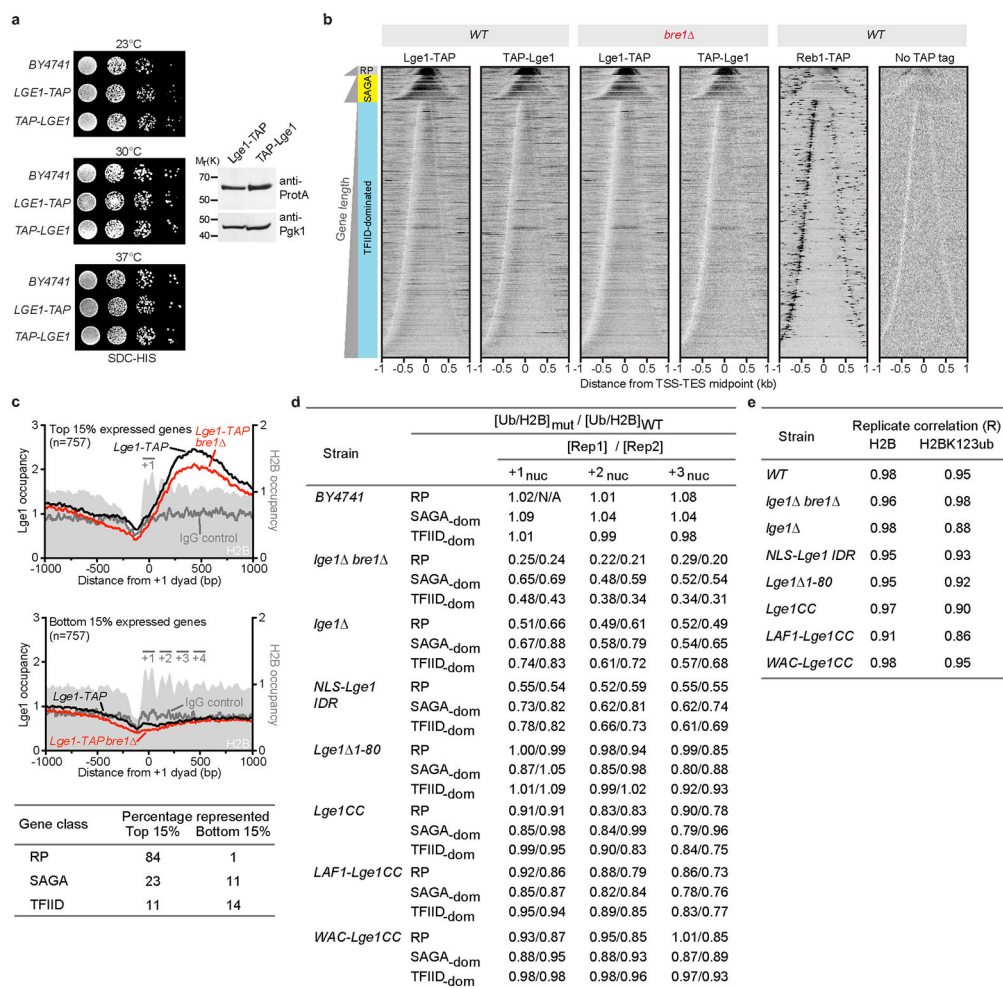 a
23°C
BY4741
LGE1-TAP
TAP-LGE1
30°C
BY4741
LGE1-TAP
TAP-LGE1
37°C
BY4741
LGE1-TAP
TAP-LGE1
SDC-HIS
Lge1-TAP
TAP-Lge1
Mr(K)
70
50
anti-ProtA
50
40
anti-Pgk1
b
WT bre1Δ WT
Lge1-TAP TAP-Lge1 Lge1-TAP TAP-Lge1 Reb1-TAP No TAP tag
RP
SAGA
TFIID-dominated
Gene length
-1 -0.5 0 0.5 1 -1 -0.5 0 0.5 1 -1 -0.5 0 0.5 1 -1 -0.5 0 0.5 1 -1 -0.5 0 0.5 1 -1 -0.5 0 0.5 1
Distance from TSS-TES midpoint (kb)
c
Top 15% expressed genes
(n=757)
Lge1-TAP
Lge1-TAP
bre1Δ
+1
IgG control
H2B
Lge1 occupancy
H2B occupancy
3
2
1
0
2
1
0
-1000 -500 0 500 1000
Distance from +1 dyad (bp)
Bottom 15% expressed genes
(n=757)
+1 +2 +3 +4
Lge1-TAP
IgG control
Lge1-TAP bre1Δ
H2B
Lge1 occupancy
H2B occupancy
3
2
1
0
2
1
0
-1000 -500 0 500 1000
Distance from +1 dyad (bp)
Gene class Percentage represented
Top 15% Bottom 15%
RP 84 1
SAGA 23 11
TFIID 11 14
d
[Ub/H2B]mut / [Ub/H2B]WT
Strain [Rep1] / [Rep2]
+1nuc +2nuc +3nuc
BY4741 RP 1.02/N/A 1.01 1.08
SAGA-dom 1.09 1.04 1.04
TFIID-dom 1.01 0.99 0.98
lge1Δ bre1Δ RP 0.25/0.24 0.22/0.21 0.29/0.20
SAGA-dom 0.65/0.69 0.48/0.59 0.52/0.54
TFIID-dom 0.48/0.43 0.38/0.34 0.34/0.31
lge1Δ RP 0.51/0.66 0.49/0.61 0.52/0.49
SAGA-dom 0.67/0.88 0.58/0.79 0.54/0.65
TFIID-dom 0.74/0.83 0.61/0.72 0.57/0.68
NLS-Lge1 IDR RP 0.55/0.54 0.52/0.59 0.55/0.55
SAGA-dom 0.73/0.82 0.62/0.81 0.62/0.74
TFIID-dom 0.78/0.82 0.66/0.73 0.61/0.69
Lge1Δ1-80 RP 1.00/0.99 0.98/0.94 0.99/0.85
SAGA-dom 0.87/1.05 0.85/0.98 0.80/0.88
TFIID-dom 1.01/1.09 0.99/1.02 0.92/0.93
Lge1CC RP 0.91/0.91 0.83/0.83 0.90/0.78
SAGA-dom 0.85/0.98 0.84/0.99 0.79/0.96
TFIID-dom 0.99/0.95 0.90/0.83 0.84/0.75
LAF1-Lge1CC RP 0.92/0.86 0.88/0.79 0.86/0.73
SAGA-dom 0.85/0.87 0.82/0.84 0.78/0.76
TFIID-dom 0.95/0.94 0.89/0.85 0.83/0.77
WAC-Lge1CC RP 0.93/0.87 0.95/0.85 1.01/0.85
SAGA-dom 0.88/0.95 0.88/0.93 0.87/0.89
TFIID-dom 0.98/0.98 0.98/0.96 0.97/0.93
e
Strain Replicate correlation (R)
H2B H2BK123ub
WT 0.98 0.95
lge1Δ bre1Δ 0.96 0.98
lge1Δ 0.98 0.88
NLS-Lge1 IDR 0.95 0.93
Lge1Δ1-80 0.95 0.92
Lge1CC 0.97 0.90
LAF1-Lge1CC 0.91 0.86
WAC-Lge1CC 0.98 0.95